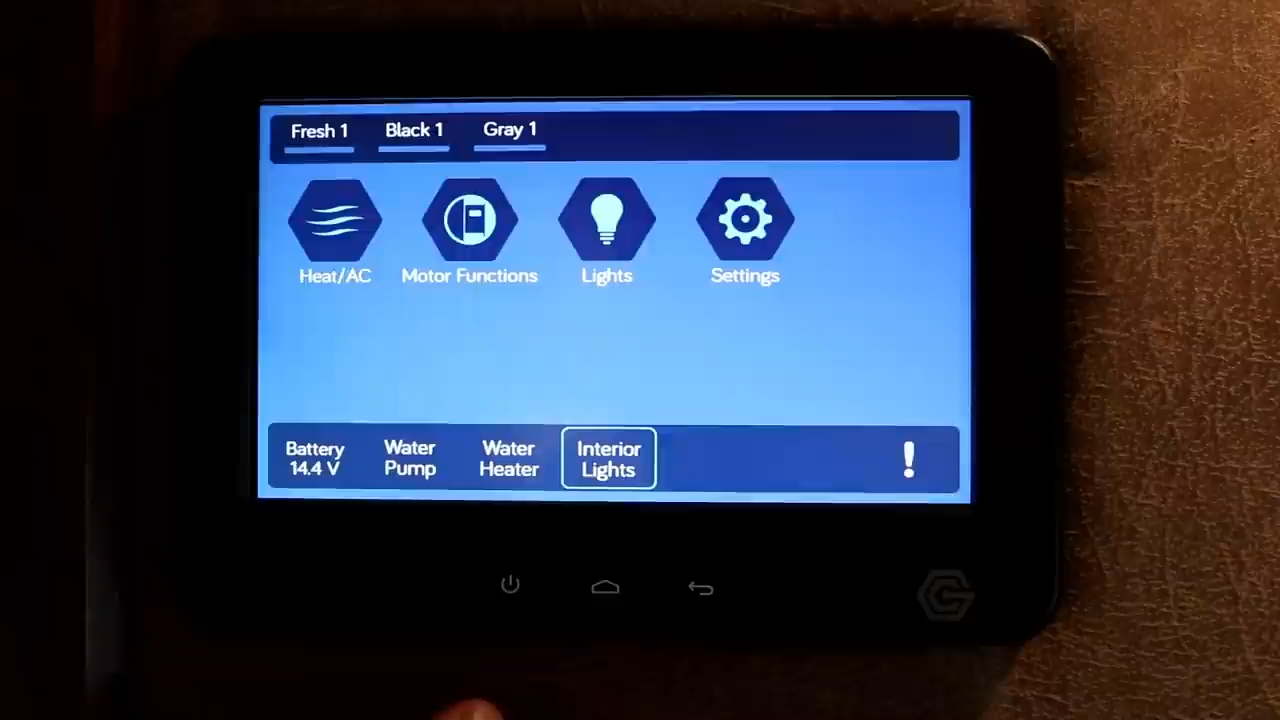 Fresh 1 Black 1 Gray 1
Heat/AC Motor Functions Lights Settings
Battery 14.4 V
Water Pump
Water Heater
Interior Lights
!